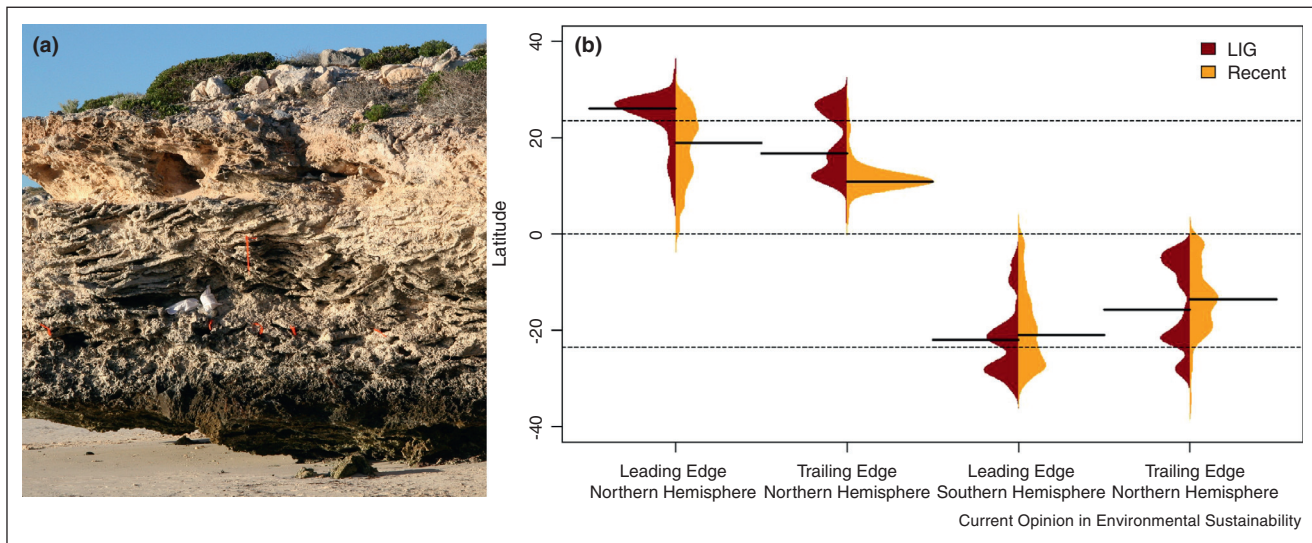 (a)
(b)
LIG
Recent
Latitude
40
20
0
-20
-40
Leading Edge
Northern Hemisphere
Trailing Edge
Northern Hemisphere
Leading Edge
Southern Hemisphere
Trailing Edge
Northern Hemisphere
Current Opinion in Environmental Sustainability